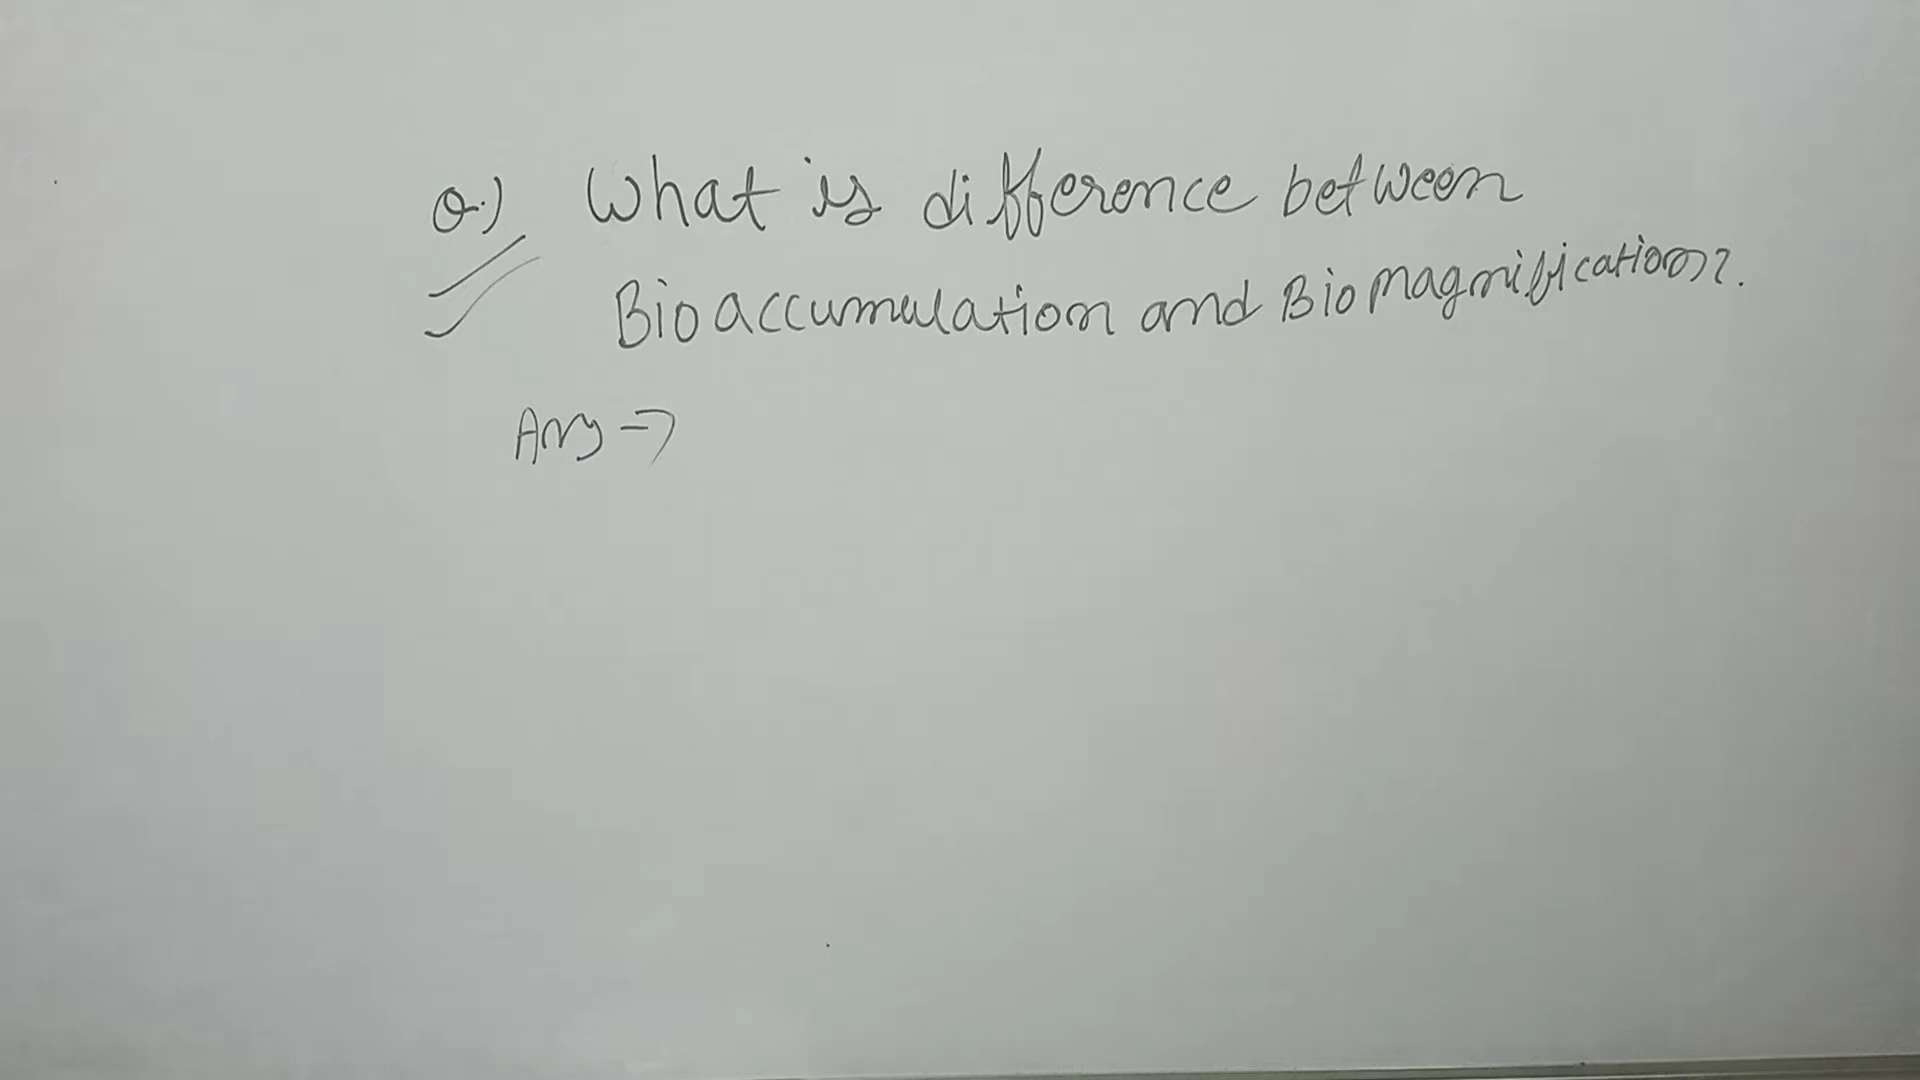 Q.) What is difference between
Bioaccumulation and Biomagnification?.
Ans →